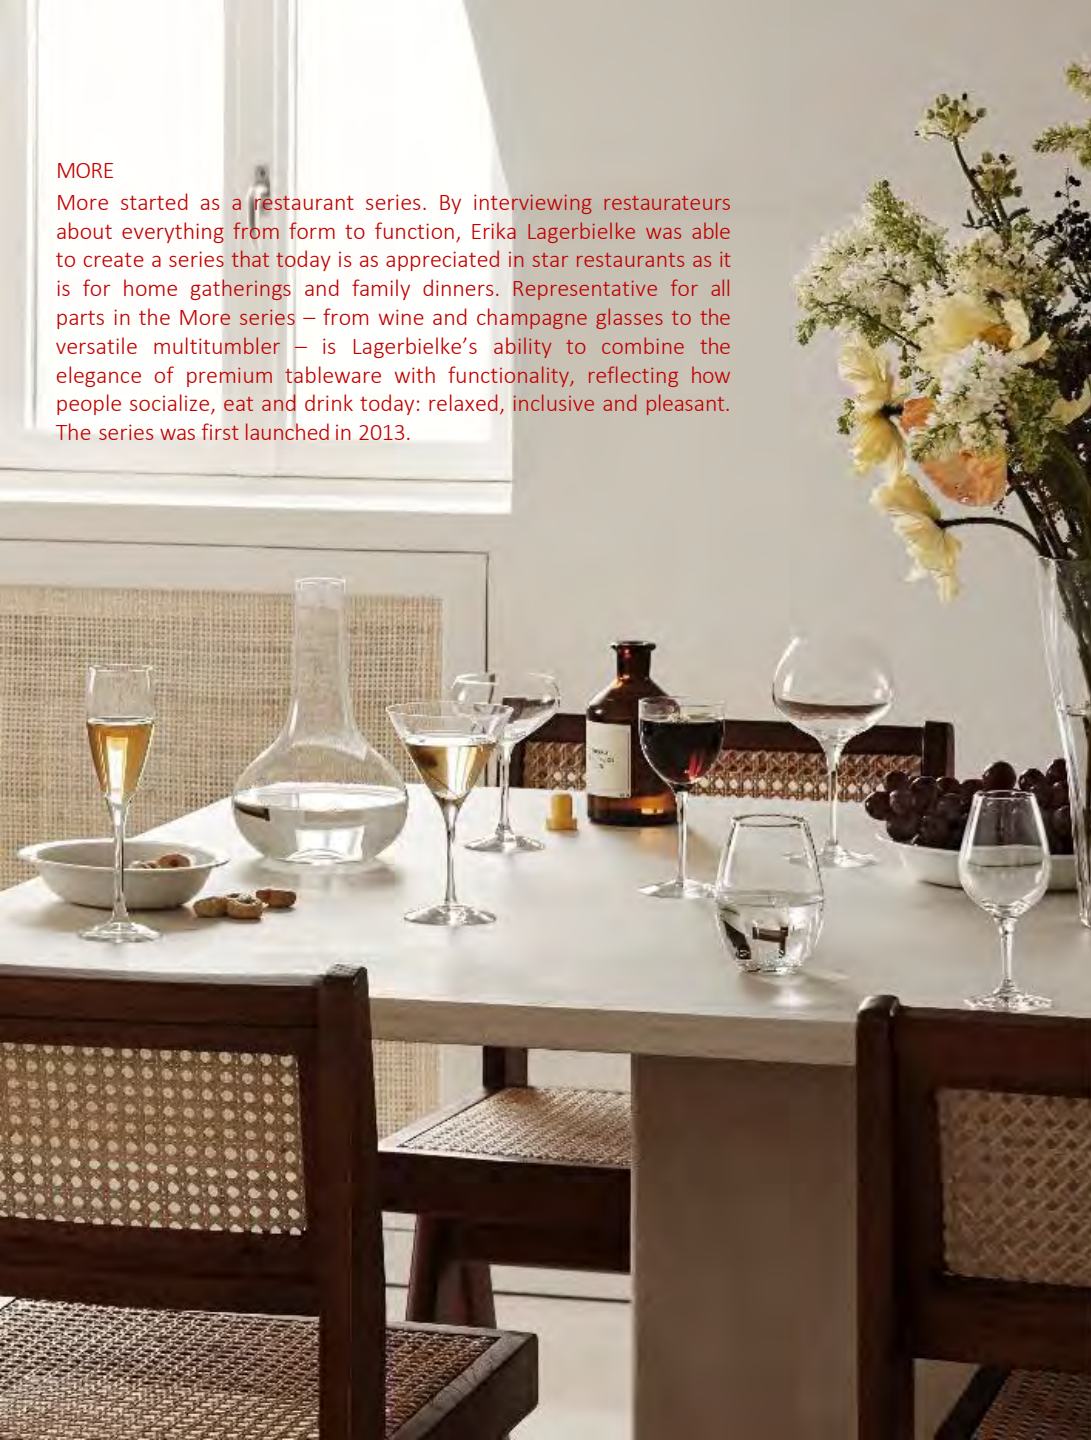 MORE
More started as a restaurant series. By interviewing restaurateurs
about everything from form to function, Erika Lagerbielke was able
to create a series that today is as appreciated in star restaurants as it
is for home gatherings and family dinners. Representative for all
parts in the More series – from wine and champagne glasses to the
versatile multitumbler – is Lagerbielke’s ability to combine the
elegance of premium tableware with functionality, reflecting how
people socialize, eat and drink today: relaxed, inclusive and pleasant.
The series was first launched in 2013.